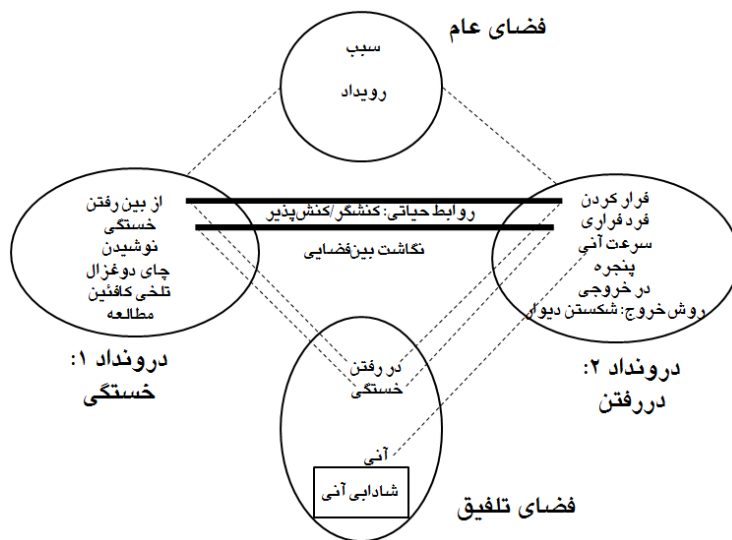 فضای عام
سبب
رویداد
فرار کردن
فرد فراری
سرعت آنی
پنجره
در خروجی
روش خروج: شکستن دیوار
روابط حیاتی: کنشگر/کنش‌پذیر
نگاشت بین‌فضایی
از بین رفتن
خستگی
نوشیدن
چای دوغزال
تلخی کافئین
مطالعه
درونداد ۲:
دررفتن
درونداد ۱:
خستگی
در رفتن
خستگی
آنی
شادابی آنی
فضای تلفیق